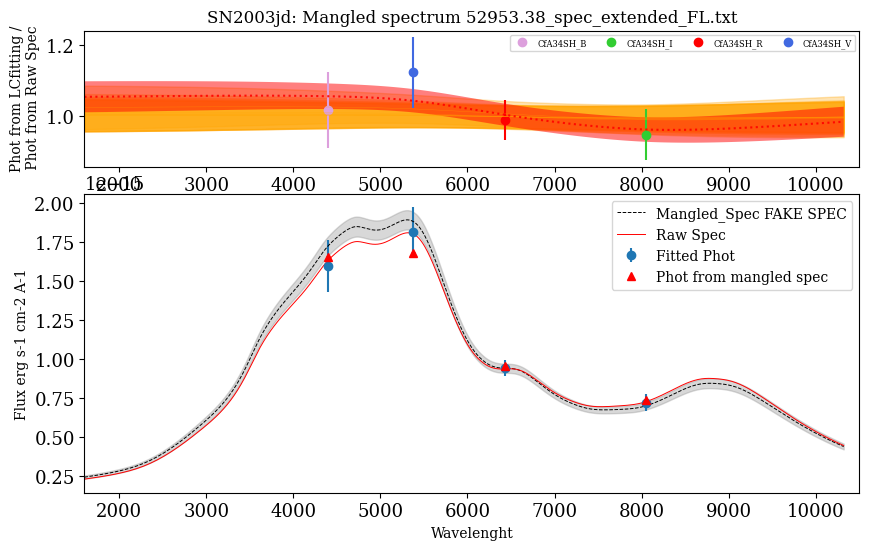 SN2003jd: Mangled spectrum 52953.38_spec_extended_FL.txt
Phot from LCfitting /
Phot from Raw Spec
1.2
1.0
CfA34SH_B
CfA34SH_I
CfA34SH_R
CfA34SH_V
2000 3000 4000 5000 6000 7000 8000 9000 10000
1e−15
Flux erg s-1 cm-2 A-1
2.00
1.75
1.50
1.25
1.00
0.75
0.50
0.25
Mangled_Spec FAKE SPEC
Raw Spec
Fitted Phot
Phot from mangled spec
2000 3000 4000 5000 6000 7000 8000 9000 10000
Wavelenght